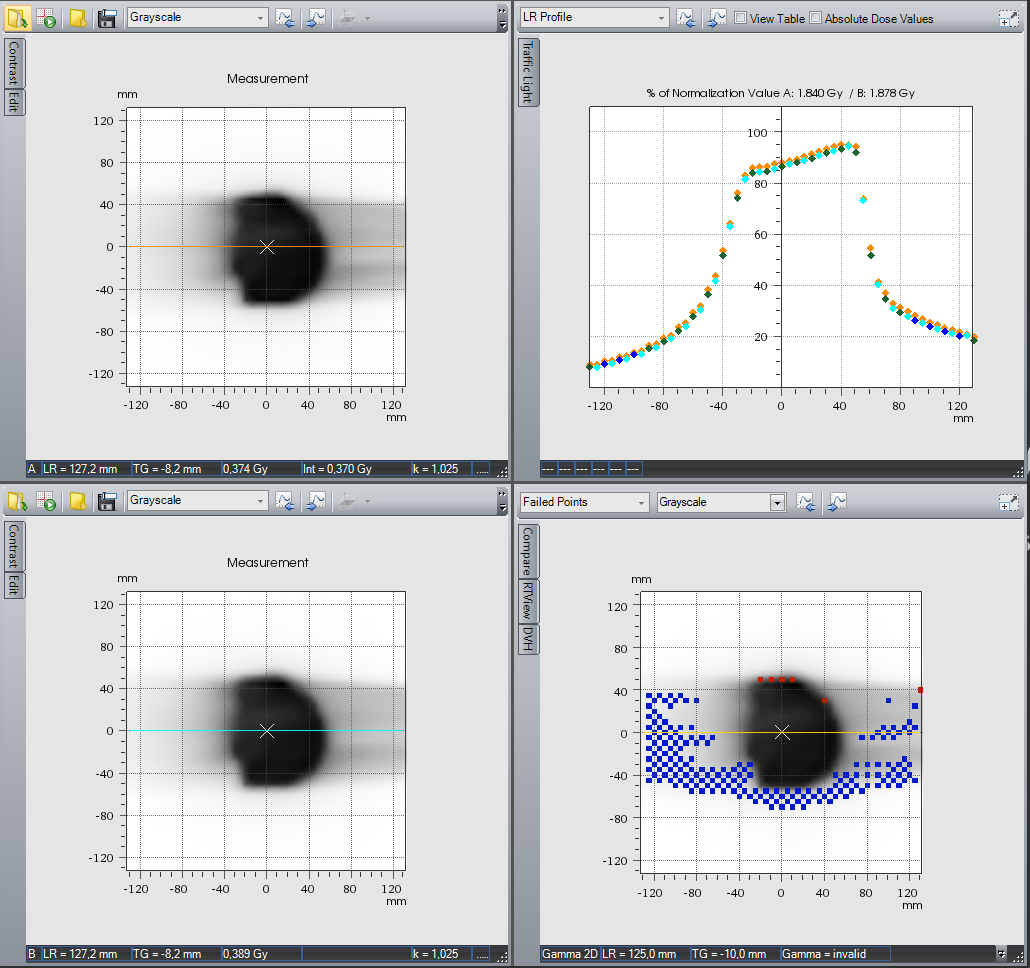 Grayscale
Contrast
Edit
Measurement
mm
120
80
40
0
-40
-80
-120
-120 -80 -40 0 40 80 120
mm
A LR = 127,2 mm TG = -8,2 mm 0,374 Gy Int = 0,370 Gy k = 1,025 .....
LR Profile View Table Absolute Dose Values
Traffic Light
% of Normalization Value A: 1.840 Gy / B: 1.878 Gy
100
80
60
40
20
-120 -80 -40 0 40 80 120
mm
--- --- --- --- --- ---
Grayscale
Contrast
Edit
Measurement
mm
120
80
40
0
-40
-80
-120
-120 -80 -40 0 40 80 120
mm
B LR = 127,2 mm TG = -8,2 mm 0,389 Gy k = 1,025 .....
Failed Points Grayscale
Compare
RTView
DVH
mm
120
80
40
0
-40
-80
-120
-120 -80 -40 0 40 80 120
mm
Gamma 2D LR = 125,0 mm TG = -10,0 mm Gamma = invalid